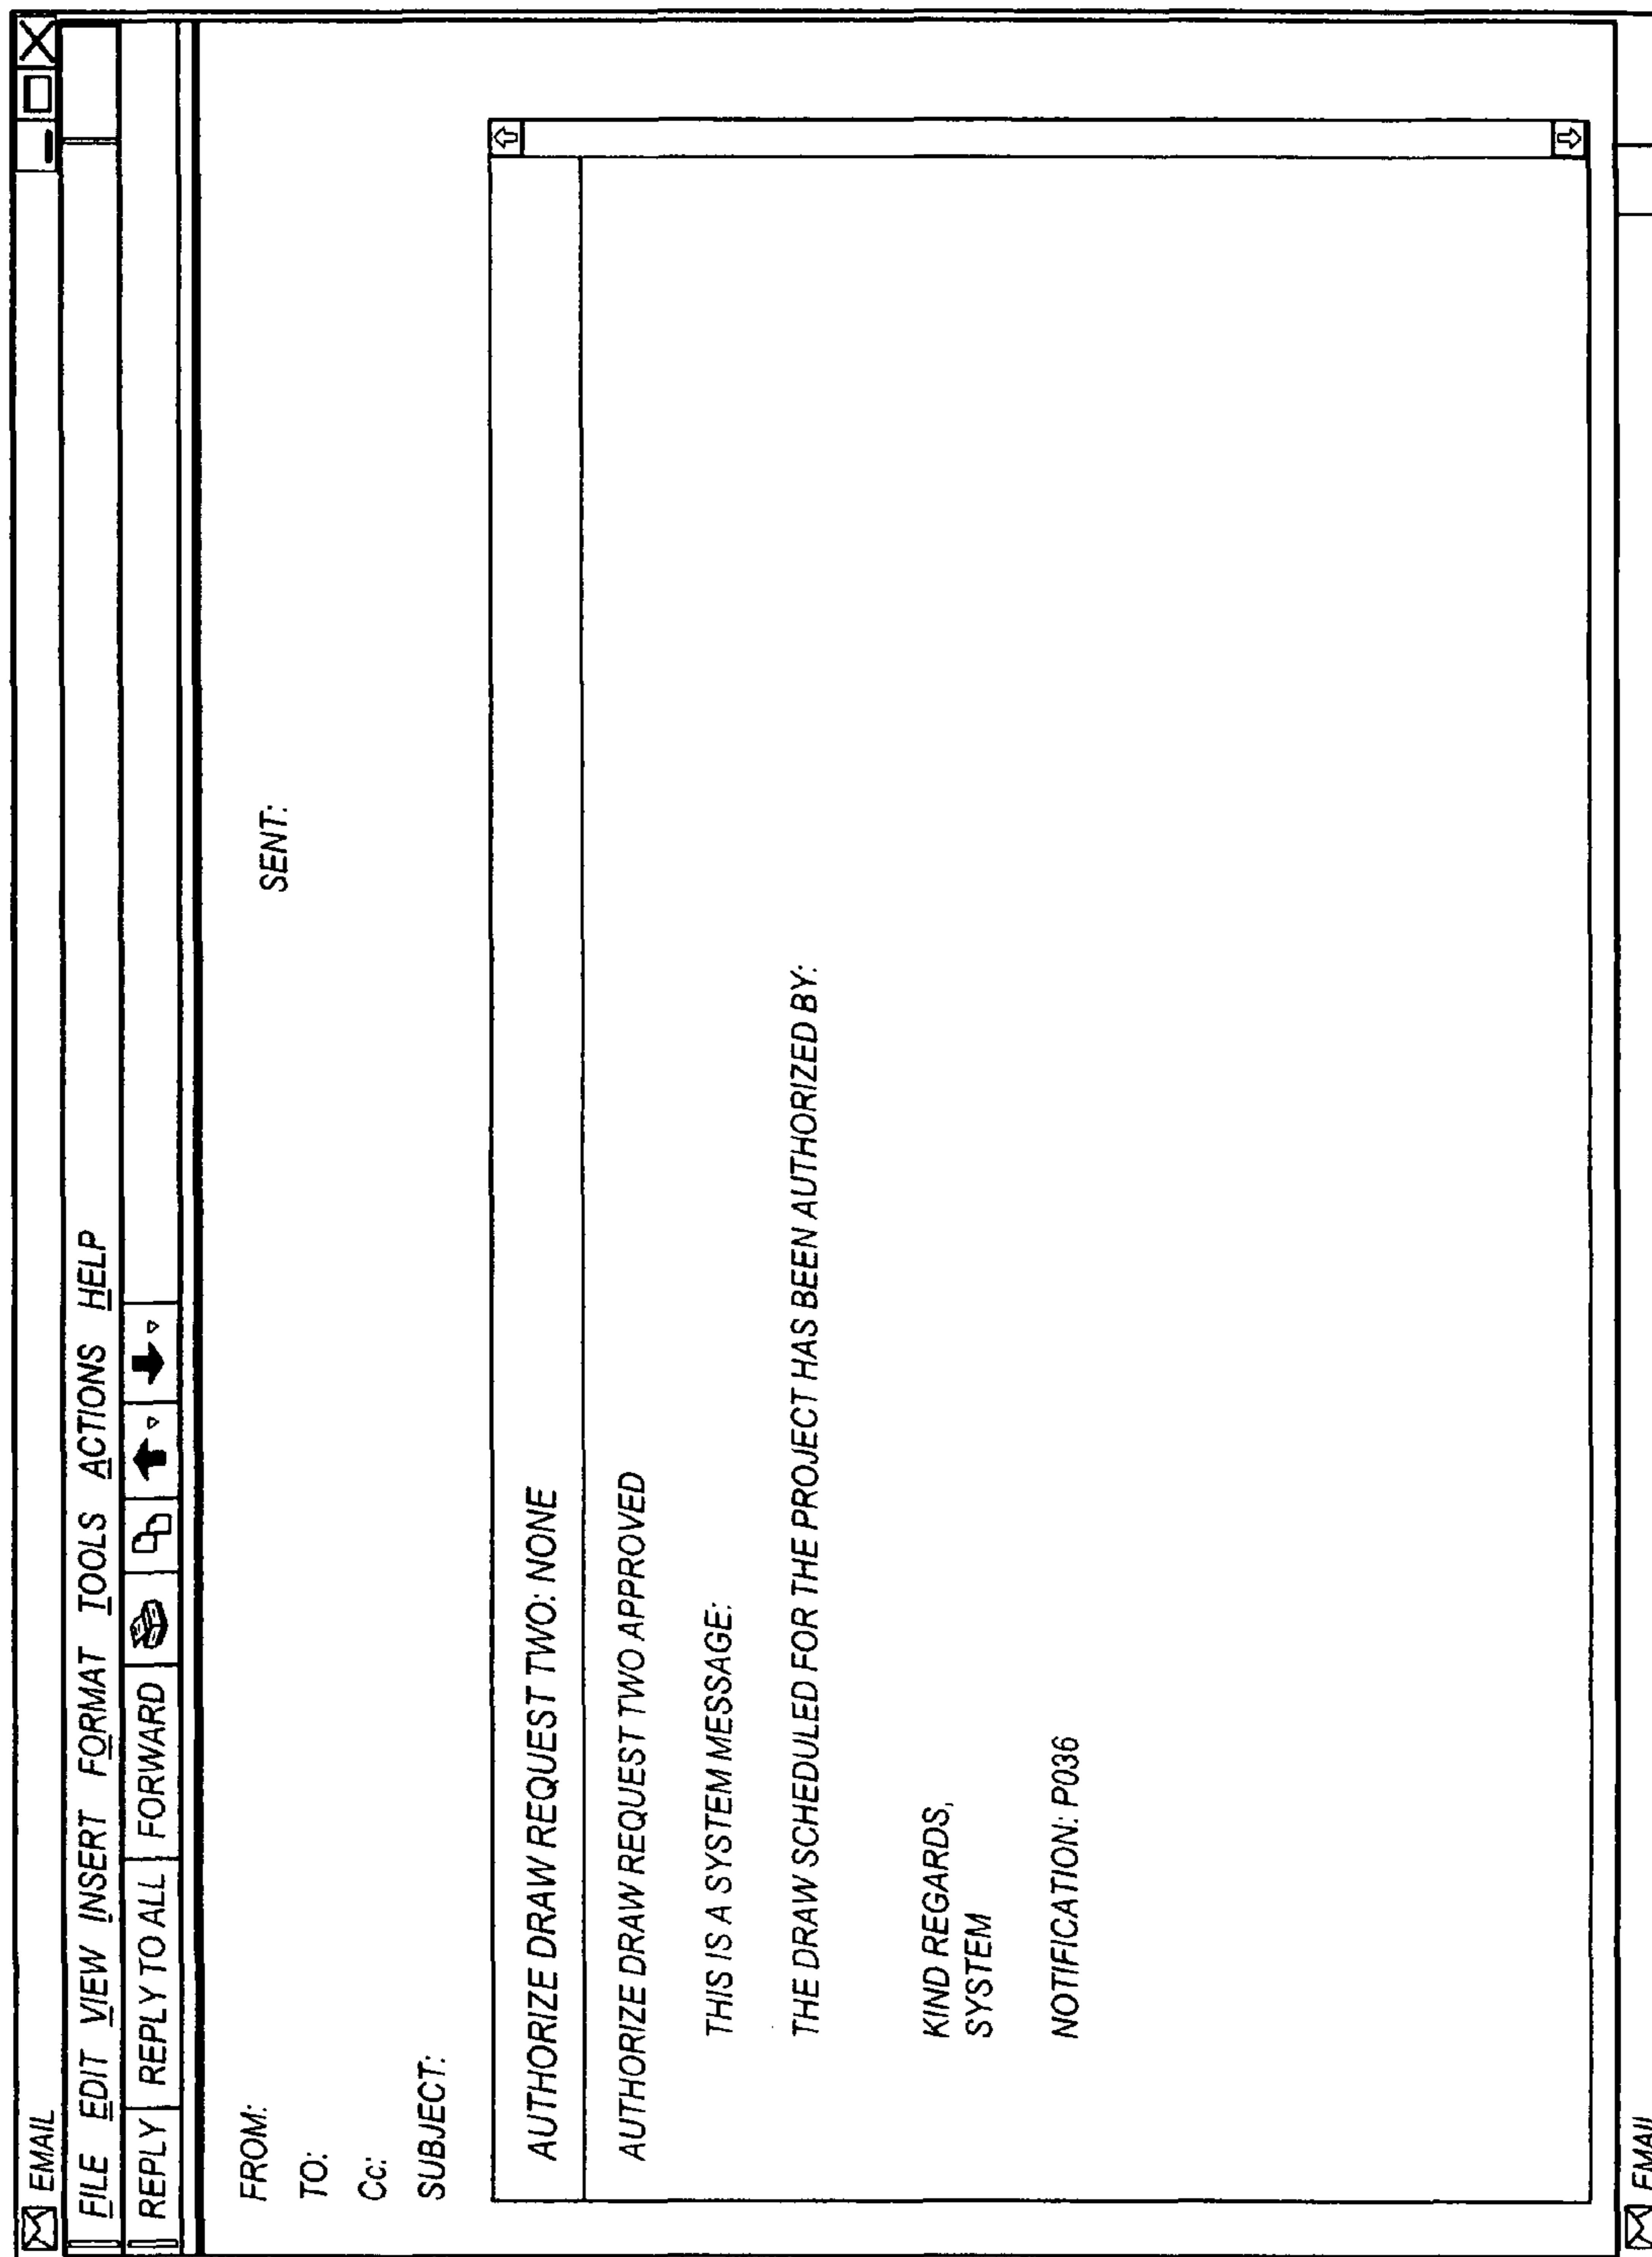 EMAIL
FILE EDIT VIEW INSERT FORMAT TOOLS ACTIONS HELP
REPLY REPLY TO ALL FORWARD
FROM: SENT:
TO:
Cc:
SUBJECT:
AUTHORIZE DRAW REQUEST TWO: NONE
AUTHORIZE DRAW REQUEST TWO APPROVED
THIS IS A SYSTEM MESSAGE:
THE DRAW SCHEDULED FOR THE PROJECT HAS BEEN AUTHORIZED BY:
KIND REGARDS,
SYSTEM
NOTIFICATION: P036
EMAIL